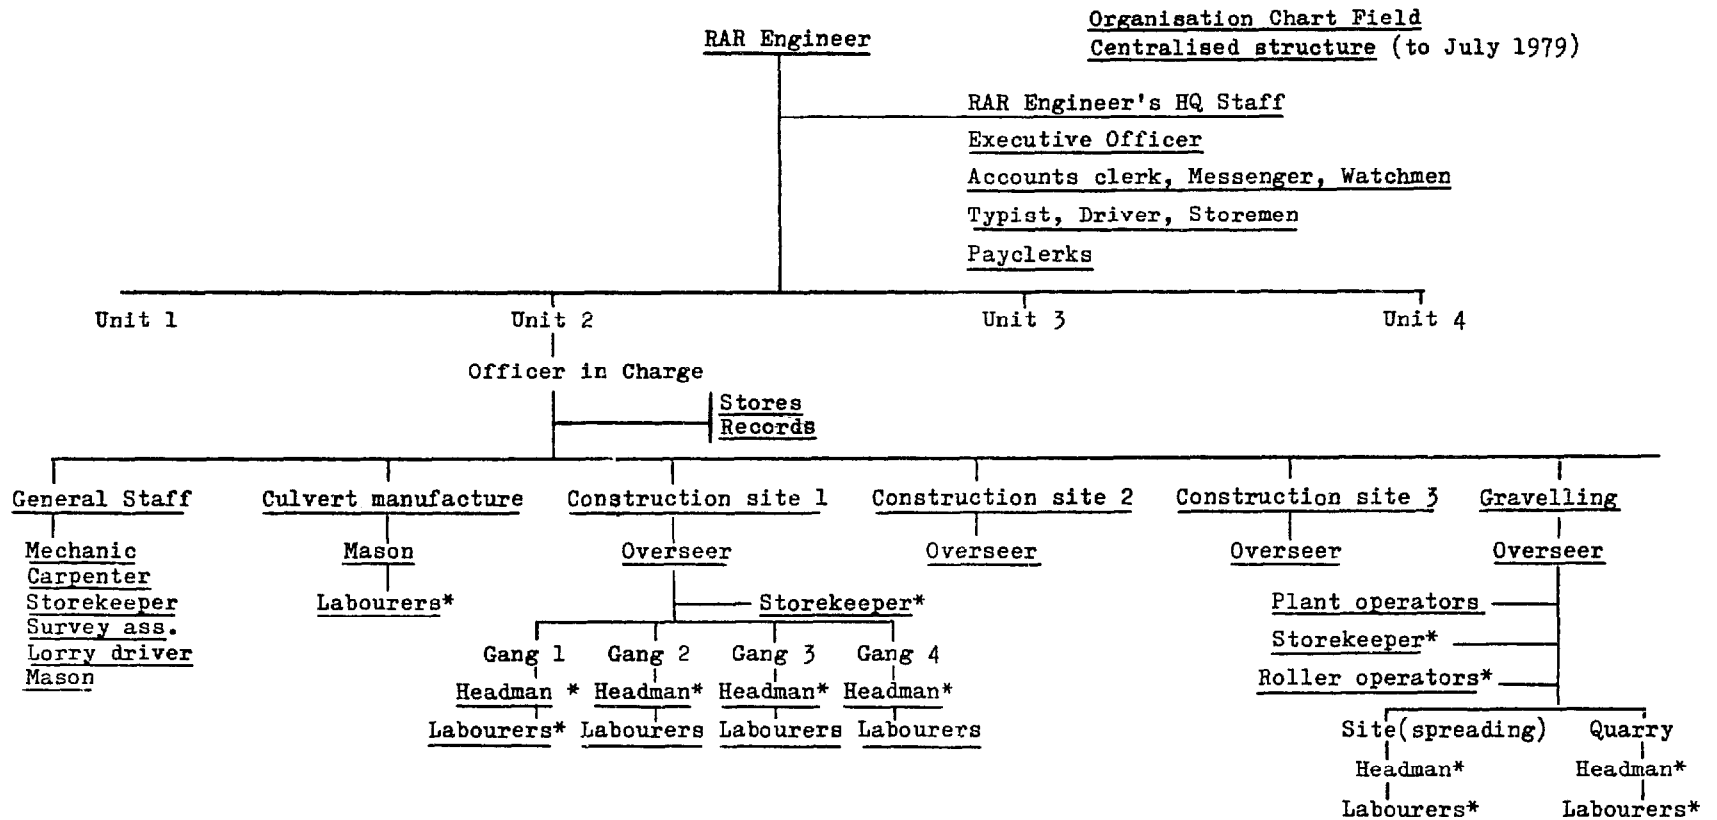 Organisation Chart Field
Centralised structure (to July 1979)
RAR Engineer
RAR Engineer's HQ Staff
Executive Officer
Accounts clerk, Messenger, Watchmen
Typist, Driver, Storemen
Payclerks
Unit 1 Unit 2 Unit 3 Unit 4
Officer in Charge
Stores
Records
General Staff Culvert manufacture Construction site 1 Construction site 2 Construction site 3 Gravelling
Mechanic
Carpenter
Storekeeper
Survey ass.
Lorry driver
Mason
Mason
Labourers*
Overseer
Storekeeper*
Gang 1 Gang 2 Gang 3 Gang 4
Headman * Headman* Headman* Headman*
Labourers* Labourers Labourers Labourers
Overseer
Overseer
Overseer
Plant operators
Storekeeper*
Roller operators*
Site(spreading) Quarry
Headman* Headman*
Labourers* Labourers*